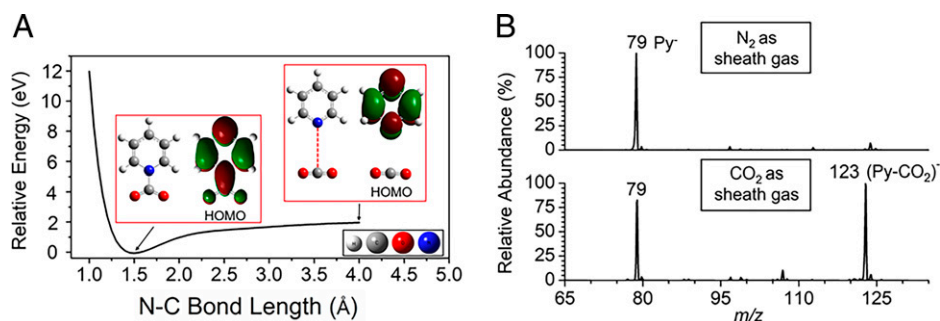 A
Relative Energy (eV)
12
10
8
6
4
2
0
HOMO
HOMO
H C O N
1.0 1.5 2.0 2.5 3.0 3.5 4.0 4.5 5.0
N-C Bond Length (Å)
B
Relative Abundance (%)
79 Py-
N2 as
sheath gas
100
75
50
25
0
CO2 as
sheath gas
79
123 (Py-CO2)-
100
75
50
25
0
65 80 95 110 125
m/z